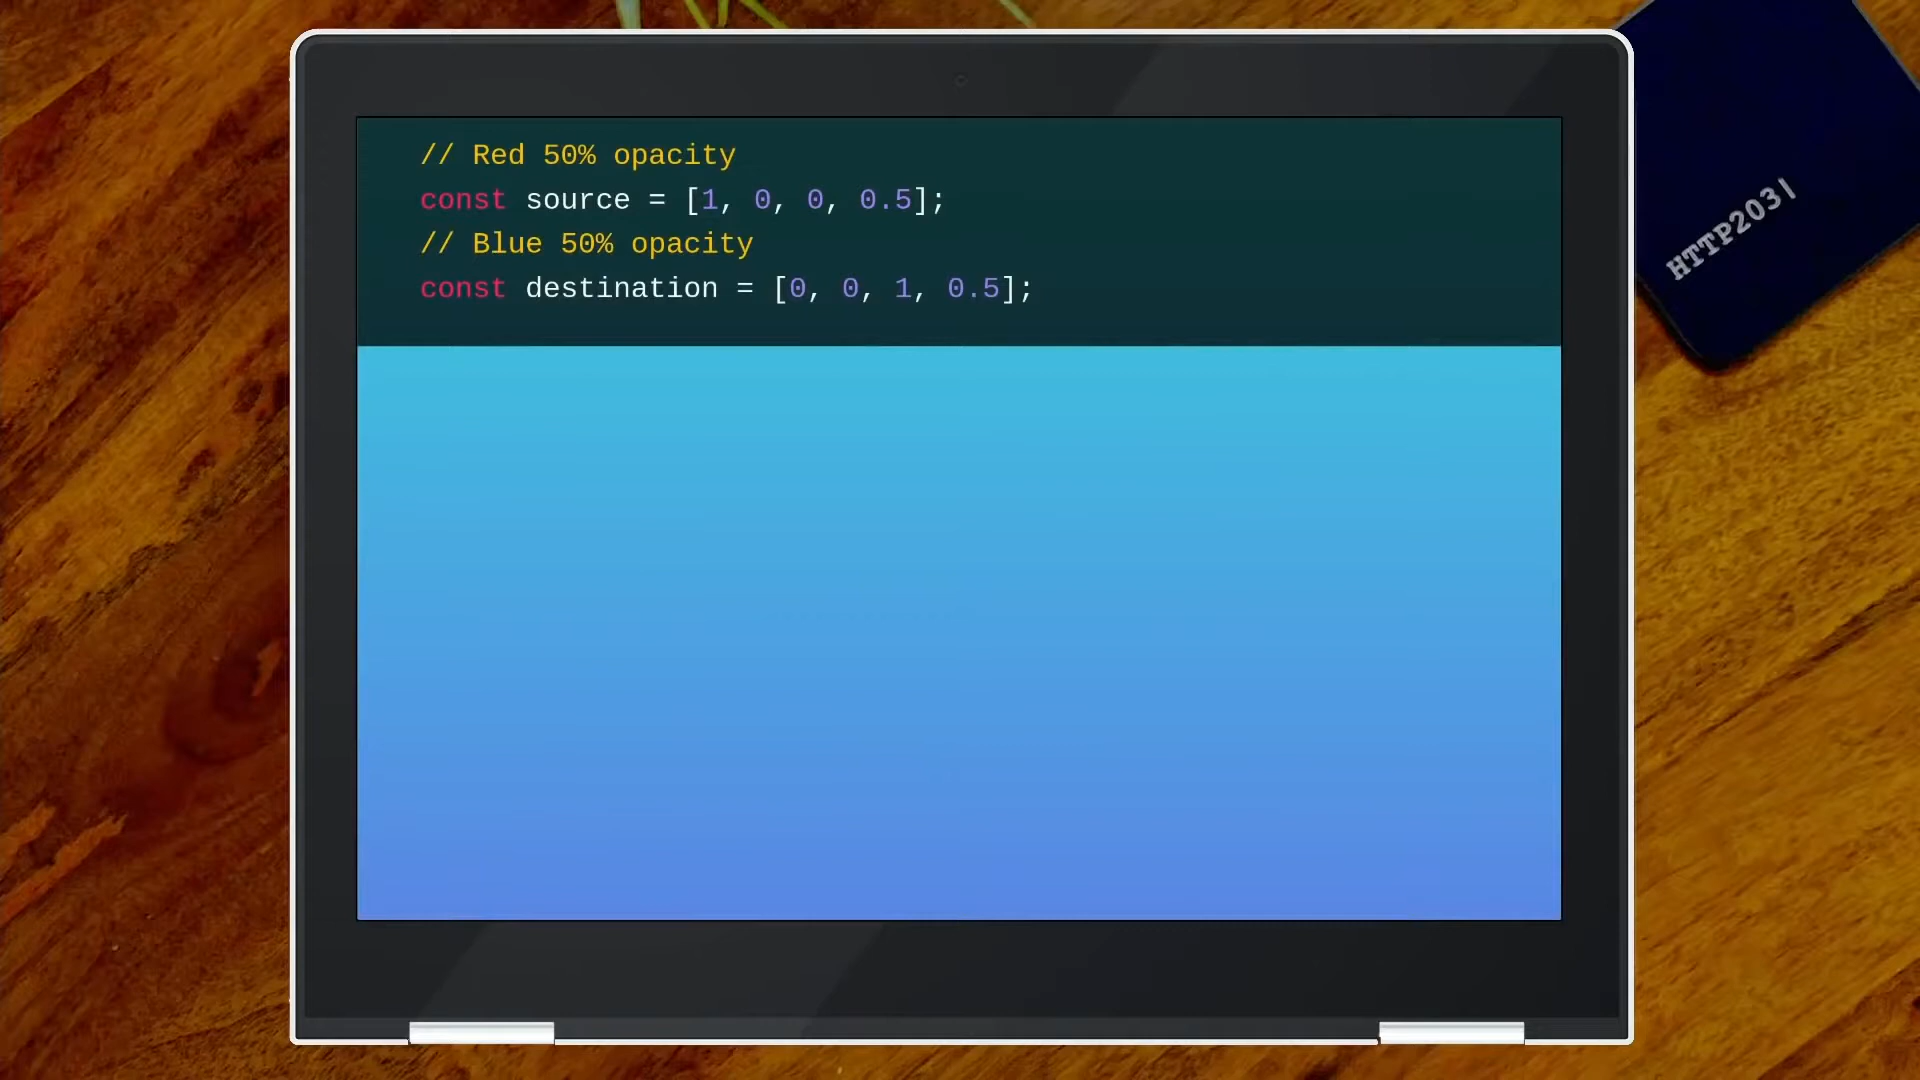 // Red 50% opacity
const source = [1, 0, 0, 0.5];
// Blue 50% opacity
const destination = [0, 0, 1, 0.5];
HTTP203|